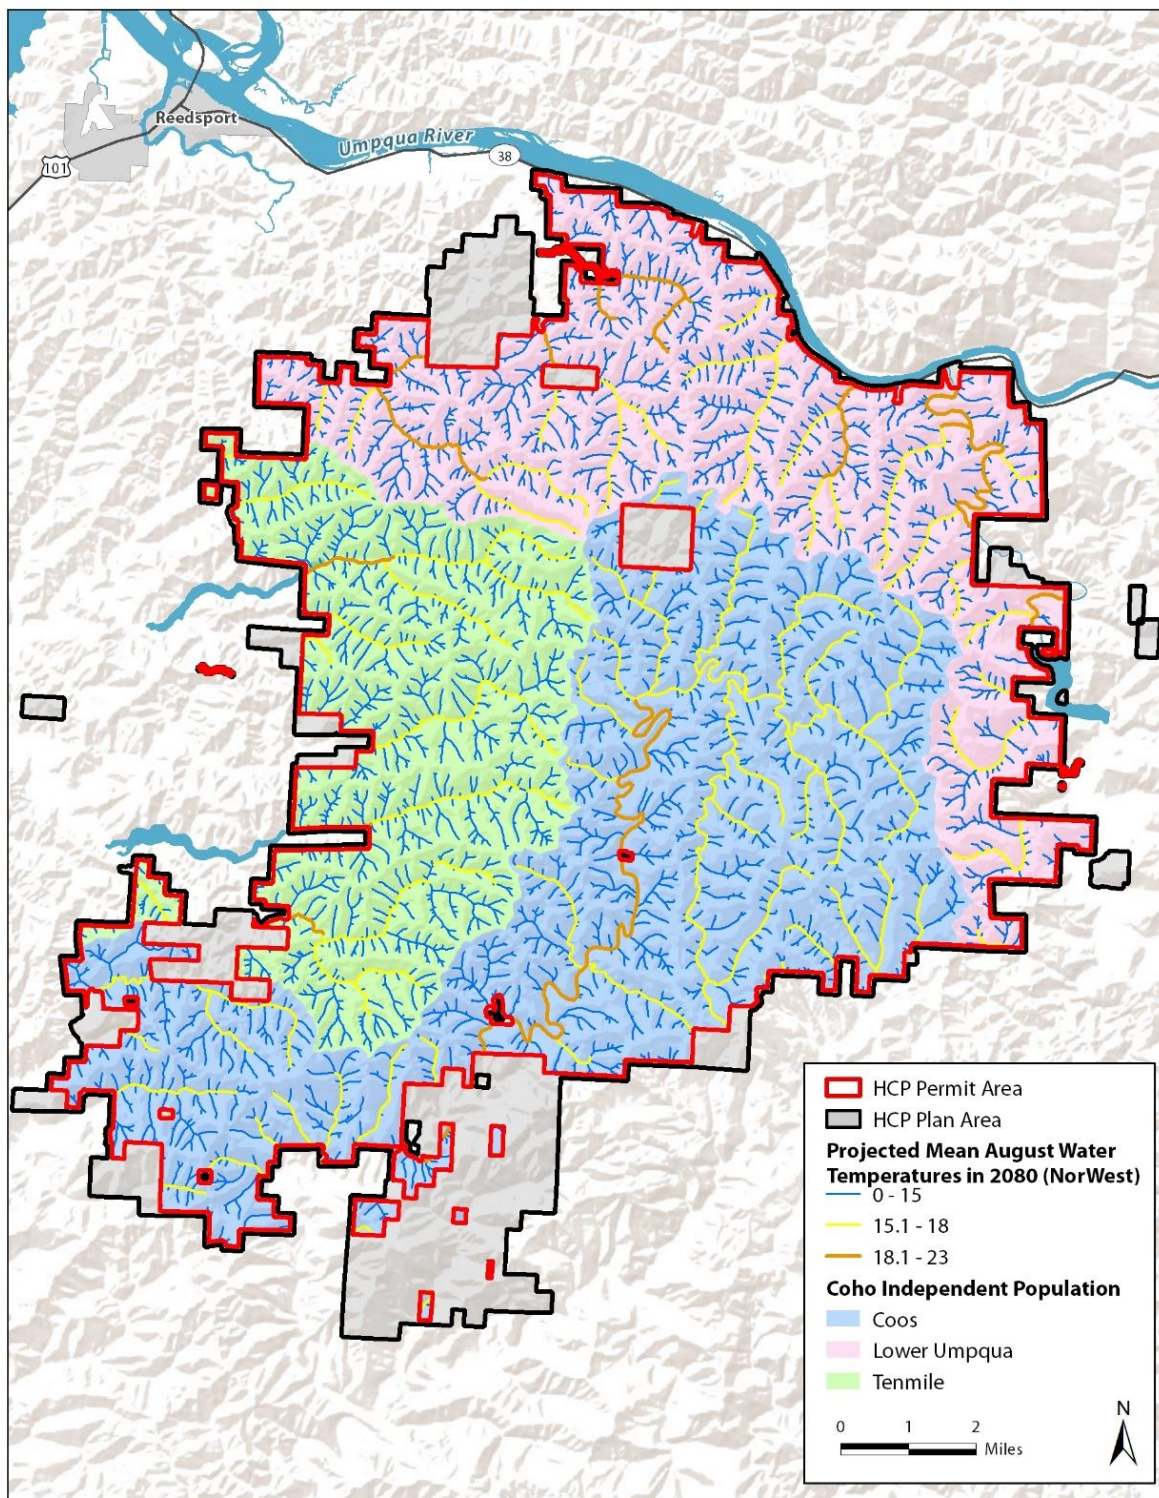 Reedsport
Umpqua River
38
101
HCP Permit Area
HCP Plan Area
Projected Mean August Water
Temperatures in 2080 (NorWest)
0 - 15
15.1 - 18
18.1 - 23
Coho Independent Population
Coos
Lower Umpqua
Tenmile
N
0 1 2
Miles